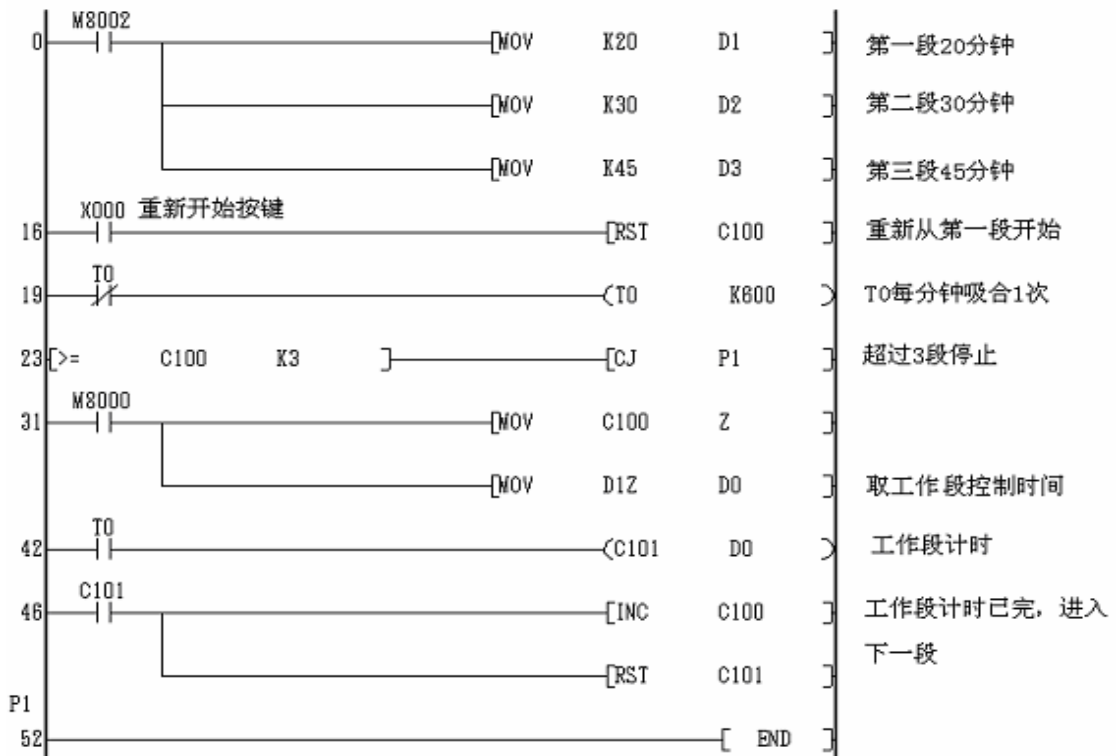 M8002
0 [MOV K20 D1 ] 第一段20分钟
[MOV K30 D2 ] 第二段30分钟
[MOV K45 D3 ] 第三段45分钟
X000 重新开始按键
16 [RST C100 ] 重新从第一段开始
T0
19 (T0 K600 ) T0每分钟吸合1次
23 [>= C100 K3 ] [CJ P1 ] 超过3段停止
M8000
31 [MOV C100 Z ]
[MOV D1Z D0 ] 取工作段控制时间
T0
42 (C101 D0 ) 工作段计时
C101
46 [INC C100 ] 工作段计时已完，进入
下一段
[RST C101 ]
P1
52 [ END ]